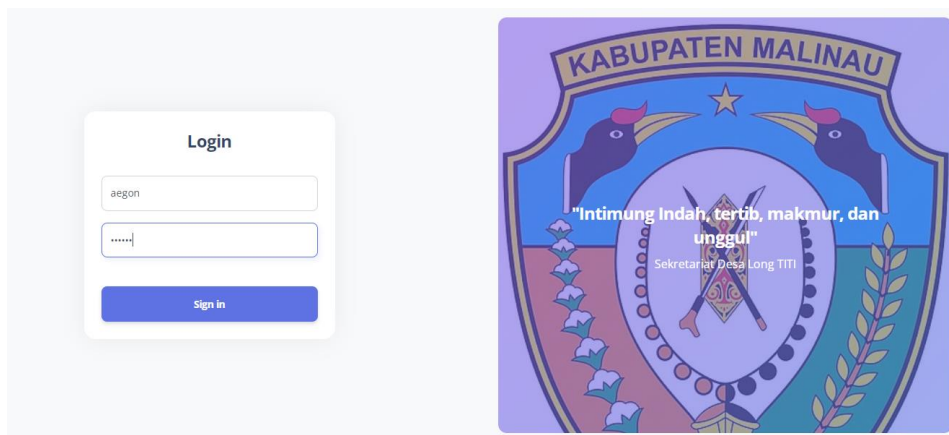 Login
aegon
••••••
Sign in
KABUPATEN MALINAU
"Intimung Indah, tertib, makmur, dan
unggul"
Sekretariat Desa Long TITI